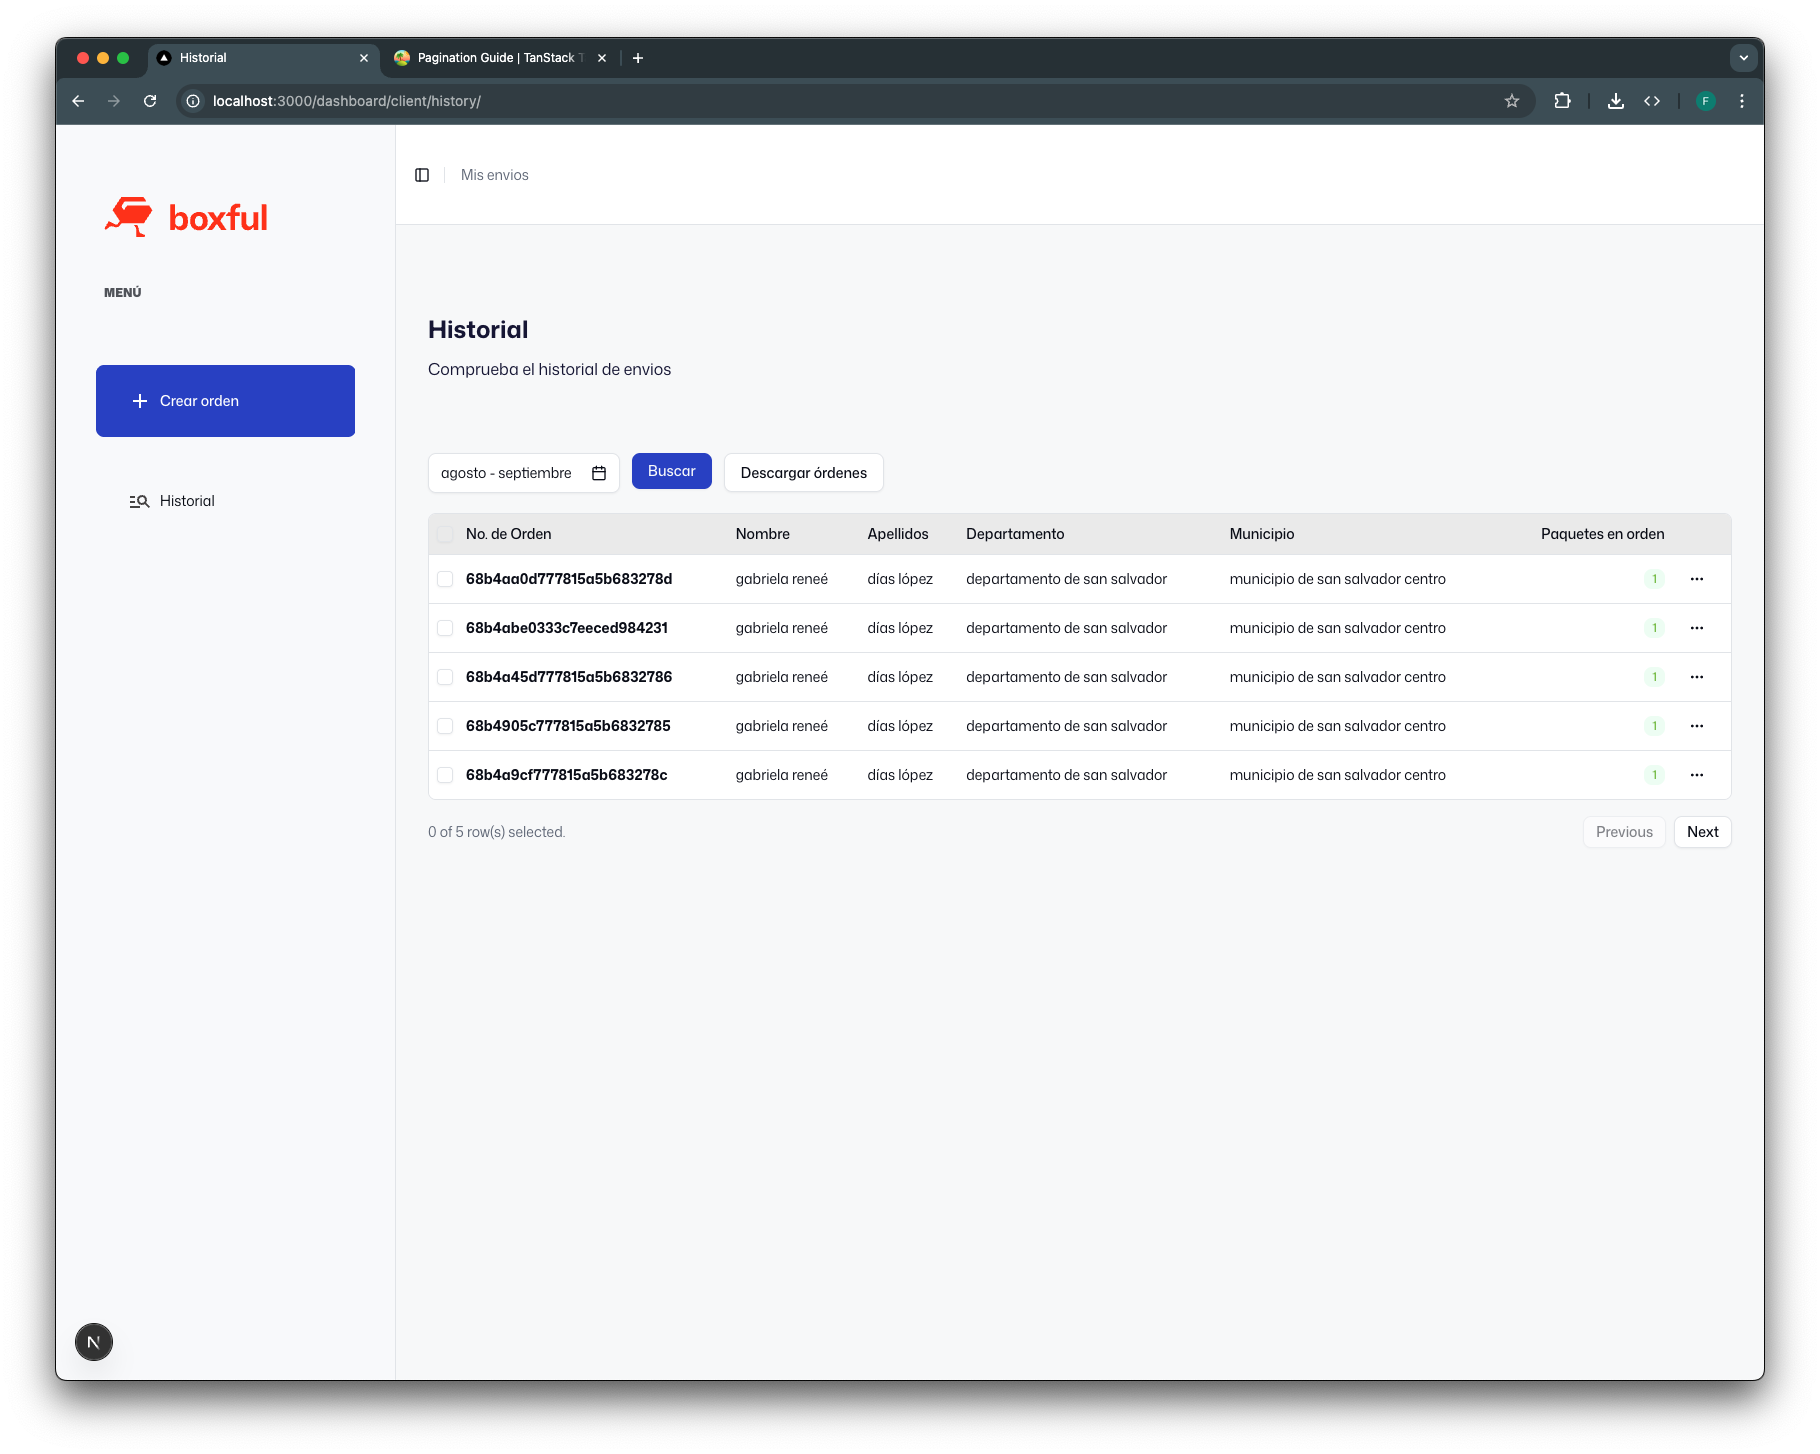 Historial
Pagination Guide | TanStack
localhost:3000/dashboard/client/history/
F
boxful
Mis envios
MENÚ
Crear orden
Historial
Historial
Comprueba el historial de envios
agosto - septiembre
Buscar
Descargar órdenes
No. de Orden Nombre Apellidos Departamento Municipio Paquetes en orden
68b4aa0d777815a5b683278d gabriela reneé días lópez departamento de san salvador municipio de san salvador centro 1
68b4abe0333c7eeced984231 gabriela reneé días lópez departamento de san salvador municipio de san salvador centro 1
68b4a45d777815a5b6832786 gabriela reneé días lópez departamento de san salvador municipio de san salvador centro 1
68b4905c777815a5b6832785 gabriela reneé días lópez departamento de san salvador municipio de san salvador centro 1
68b4a9cf777815a5b683278c gabriela reneé días lópez departamento de san salvador municipio de san salvador centro 1
0 of 5 row(s) selected.
Previous
Next
N